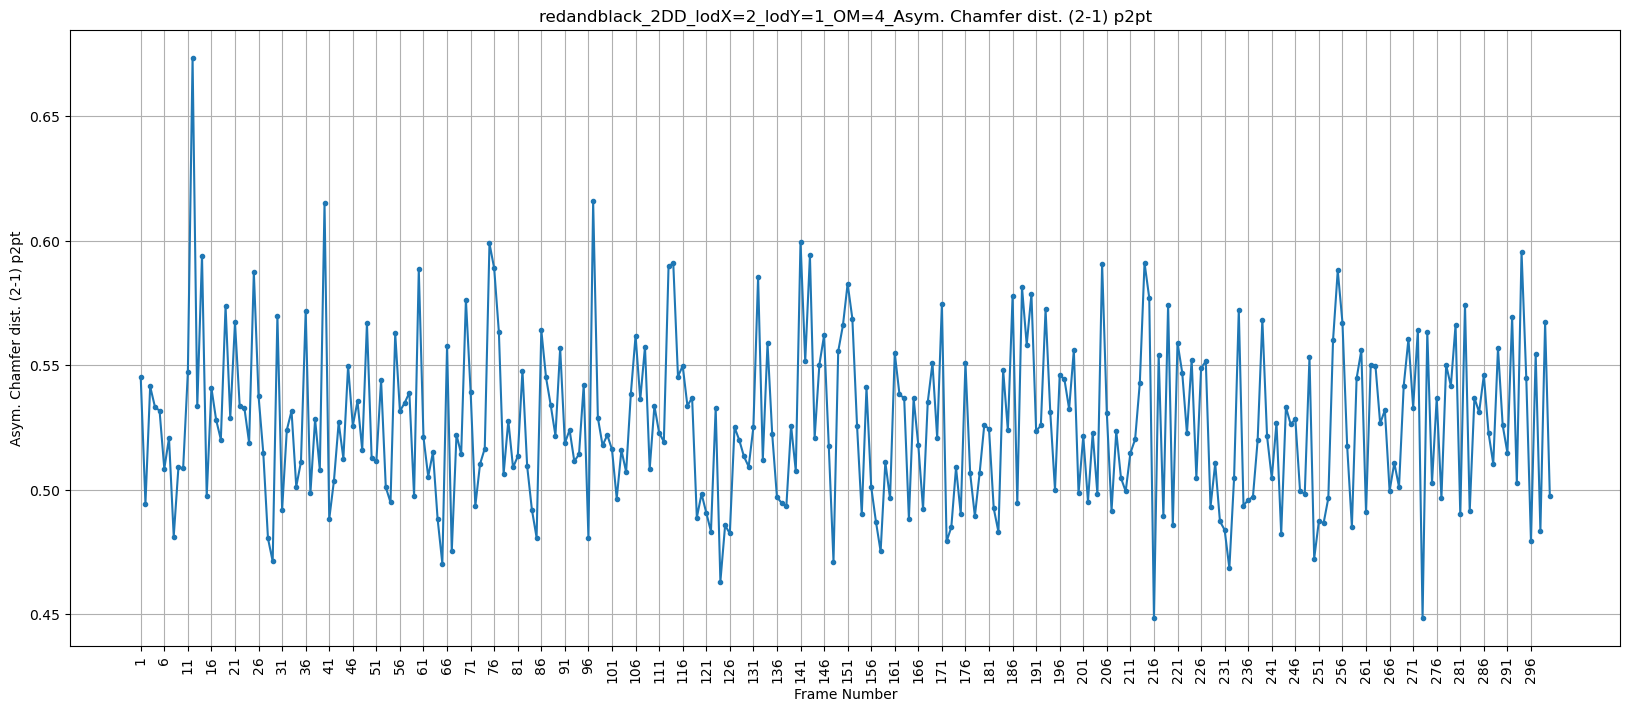 redandblack_2DD_lodX=2_lodY=1_OM=4_Asym. Chamfer dist. (2-1) p2pt
Asym. Chamfer dist. (2-1) p2pt
0.65
0.60
0.55
0.50
0.45
1 6 11 16 21 26 31 36 41 46 51 56 61 66 71 76 81 86 91 96 101 106 111 116 121 126 131 136 141 146 151 156 161 166 171 176 181 186 191 196 201 206 211 216 221 226 231 236 241 246 251 256 261 266 271 276 281 286 291 296
Frame Number